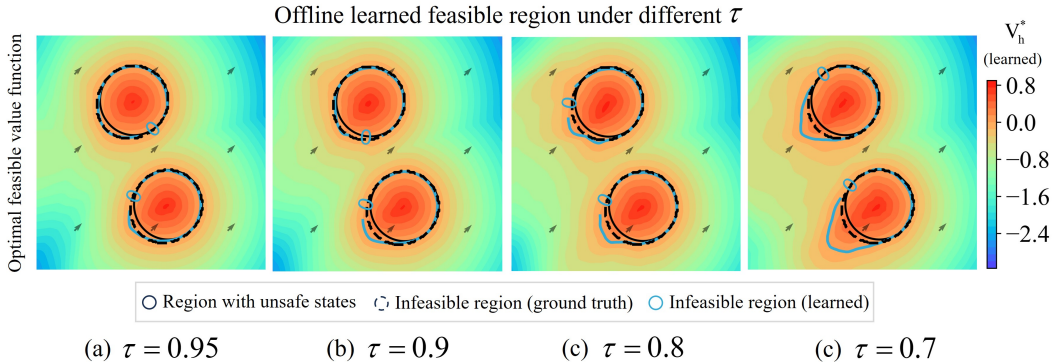 Offline learned feasible region under different τ
Optimal feasible value function
V*h
(learned)
0.8
0.0
−0.8
−1.6
−2.4
Region with unsafe states
Infeasible region (ground truth)
Infeasible region (learned)
(a) τ = 0.95
(b) τ = 0.9
(c) τ = 0.8
(c) τ = 0.7